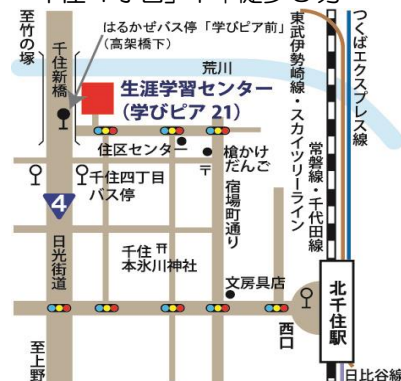 至竹の塚
千住新橋
はるかぜバス停「学びピア前」
(高架橋下)
荒川
東武伊勢崎線・スカイツリーライン
つくばエクスプレス線
生涯学習センター
(学びピア 21)
常磐線・千代田線
住区センター
槍かけ
だんご
〒
千住四丁目
バス停
4
宿場町通り
日光街道
千住
本氷川神社
文房具店
北千住駅
西口
至上野
日比谷線